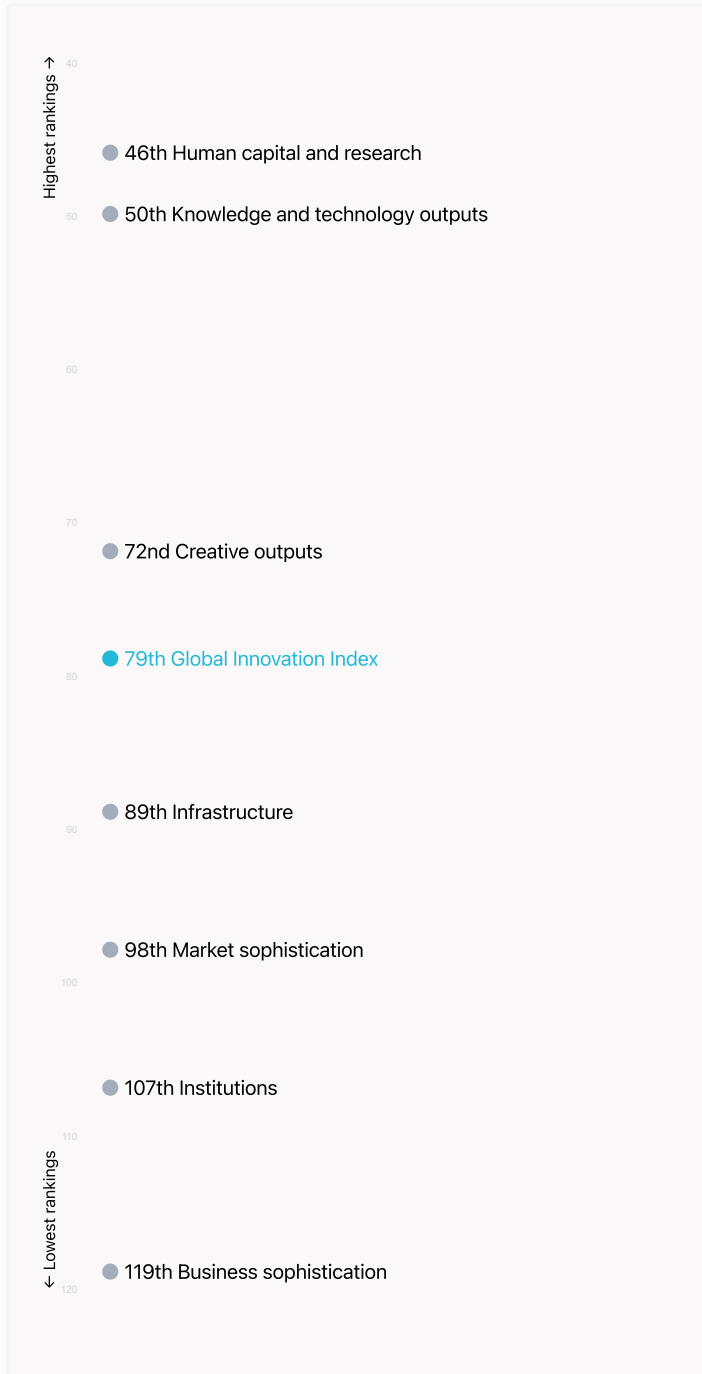 Highest rankings →
40
46th Human capital and research
50th Knowledge and technology outputs
50
60
70
72nd Creative outputs
79th Global Innovation Index
80
89th Infrastructure
90
98th Market sophistication
100
107th Institutions
110
← Lowest rankings
119th Business sophistication
120